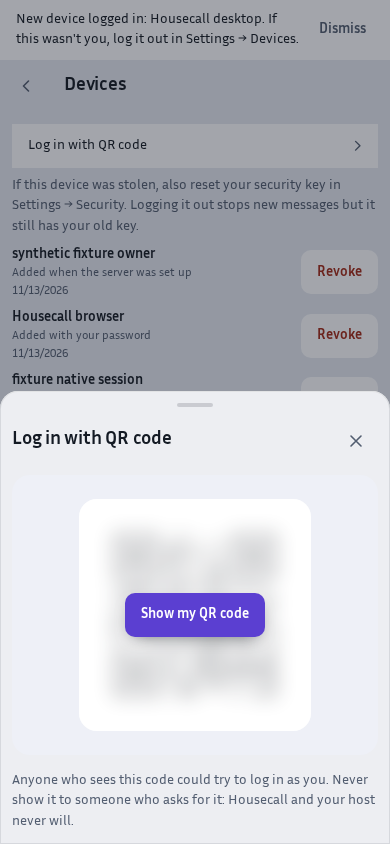 New device logged in: Housecall desktop. If
this wasn't you, log it out in Settings → Devices.
Dismiss
Devices
Log in with QR code
If this device was stolen, also reset your security key in
Settings → Security. Logging it out stops new messages but it
still has your old key.
synthetic fixture owner
Added when the server was set up
11/13/2026
Revoke
Housecall browser
Added with your password
11/13/2026
Revoke
fixture native session
Log in with QR code
Show my QR code
Anyone who sees this code could try to log in as you. Never
show it to someone who asks for it: Housecall and your host
never will.